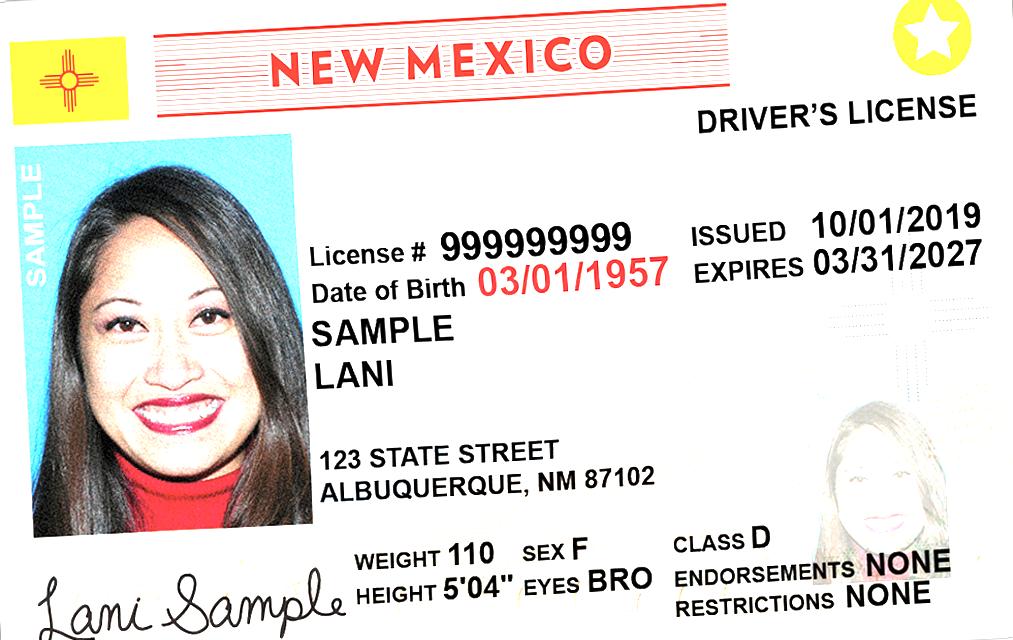 NEW MEXICO
DRIVER'S LICENSE
SAMPLE
License # 999999999
ISSUED 10/01/2019
Date of Birth 03/01/1957
EXPIRES 03/31/2027
SAMPLE
LANI
123 STATE STREET
ALBUQUERQUE, NM 87102
WEIGHT 110 SEX F
CLASS D
HEIGHT 5'04" EYES BRO
ENDORSEMENTS NONE
RESTRICTIONS NONE
Lani Sample